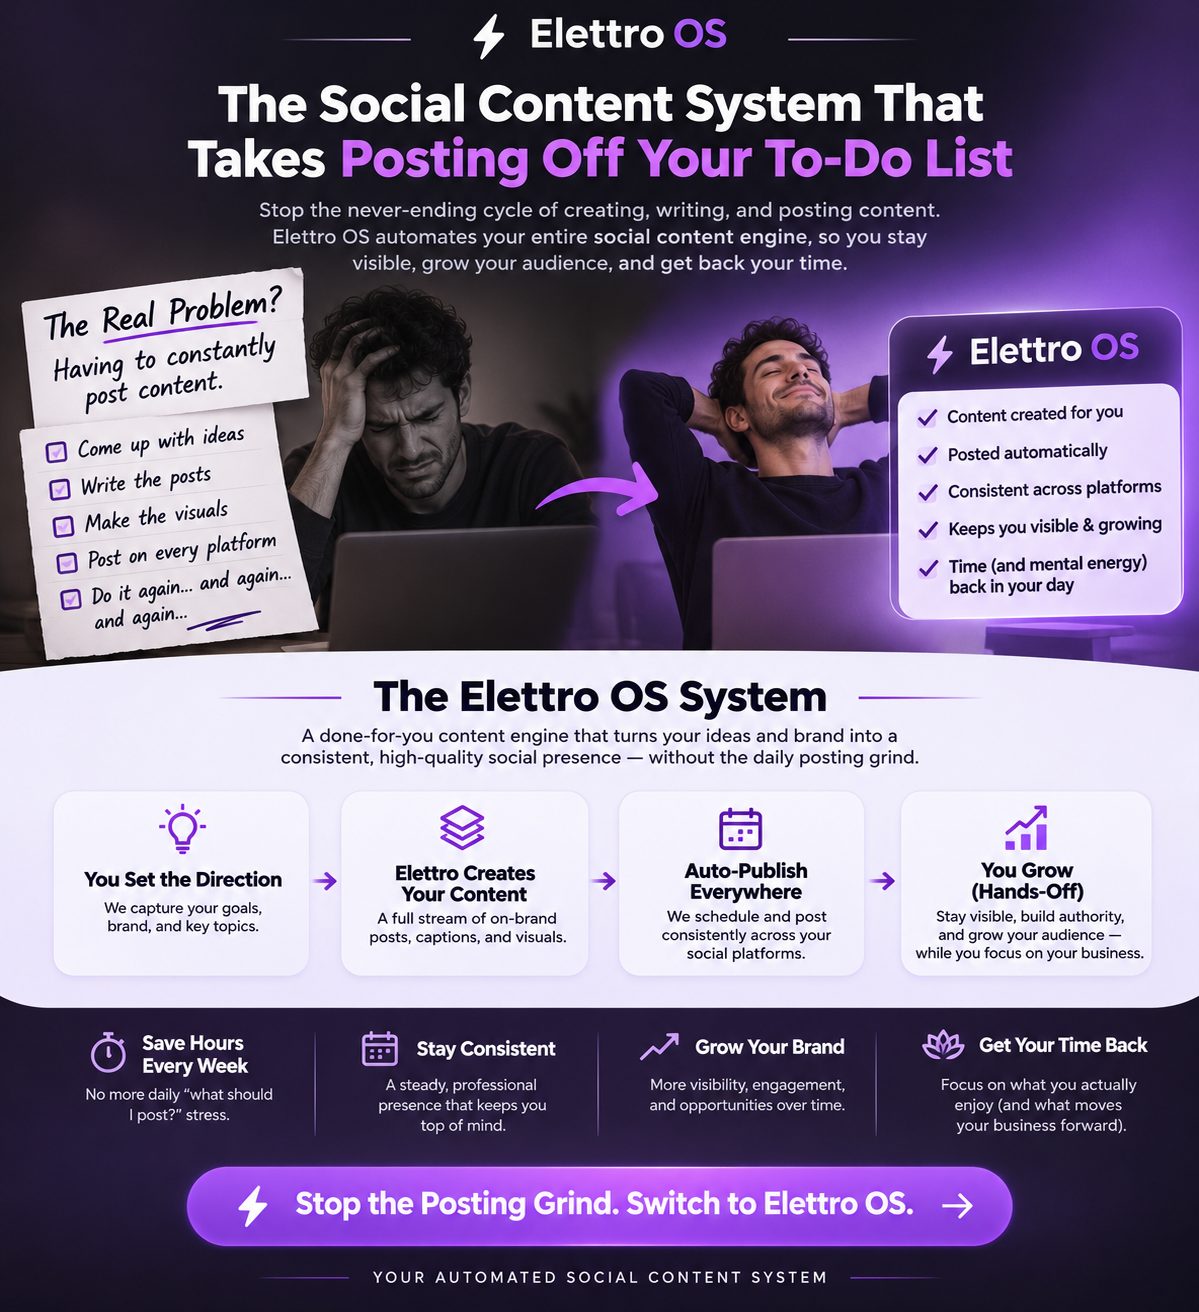 Elettro OS
The Social Content System That
Takes Posting Off Your To-Do List
Stop the never-ending cycle of creating, writing, and posting content.
Elettro OS automates your entire social content engine, so you stay
visible, grow your audience, and get back your time.
The Real Problem?
Having to constantly
post content.
Come up with ideas
Write the posts
Make the visuals
Post on every platform
Do it again... and again...
and again...
Elettro OS
Content created for you
Posted automatically
Consistent across platforms
Keeps you visible & growing
Time (and mental energy)
back in your day
The Elettro OS System
A done-for-you content engine that turns your ideas and brand into a
consistent, high-quality social presence — without the daily posting grind.
You Set the Direction
We capture your goals,
brand, and key topics.
Elettro Creates
Your Content
A full stream of on-brand
posts, captions, and visuals.
Auto-Publish
Everywhere
We schedule and post
consistently across your
social platforms.
You Grow
(Hands-Off)
Stay visible, build authority,
and grow your audience —
while you focus on your business.
Save Hours
Every Week
No more daily “what should
I post?” stress.
Stay Consistent
A steady, professional
presence that keeps you
top of mind.
Grow Your Brand
More visibility, engagement,
and opportunities over time.
Get Your Time Back
Focus on what you actually
enjoy (and what moves
your business forward).
Stop the Posting Grind. Switch to Elettro OS.
YOUR AUTOMATED SOCIAL CONTENT SYSTEM